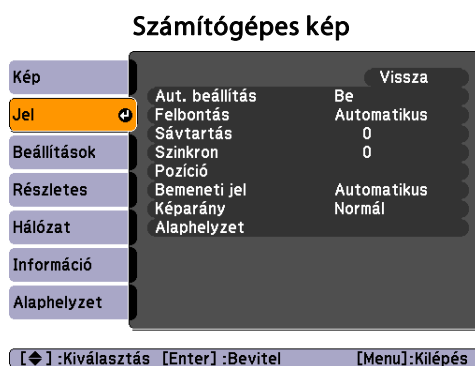 Számítógépes kép
Kép
Jel
Beállítások
Részletes
Hálózat
Információ
Alaphelyzet
Vissza
Aut. beállítás Be
Felbontás Automatikus
Sávtartás 0
Szinkron 0
Pozíció
Bemeneti jel Automatikus
Képarány Normál
Alaphelyzet
[◆] :Kiválasztás [Enter] :Bevitel [Menu]:Kilépés